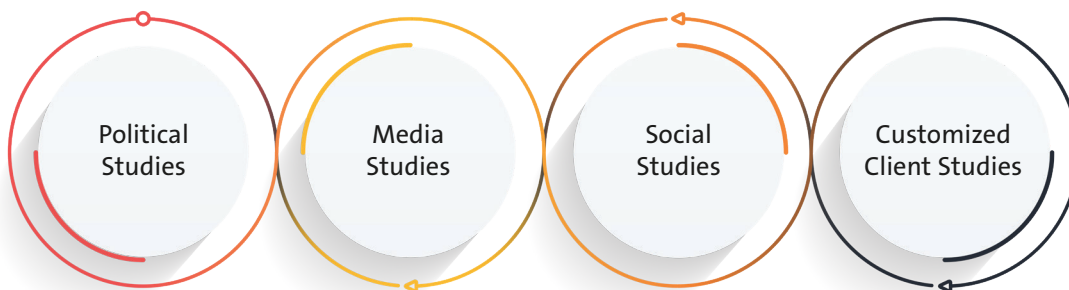 Political
Studies
Media
Studies
Social
Studies
Customized
Client Studies